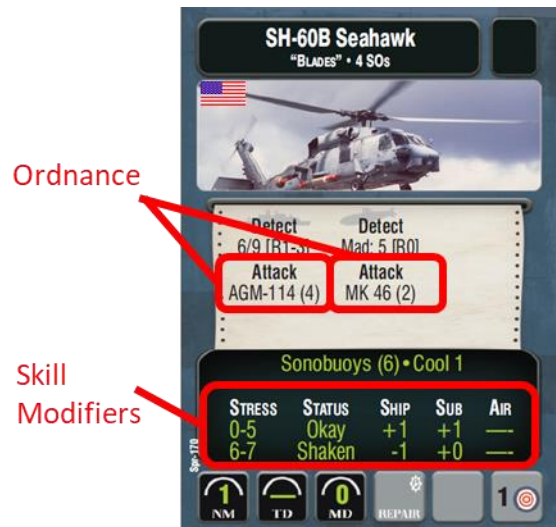 SH-60B Seahawk
"BLADES" • 4 SOS
Ordnance
Detect Detect
6/9 [R1-3] Mad: 5 [R0]
Attack Attack
AGM-114 (4) MK 46 (2)
Sonobuoys (6) • Cool 1
Skill
Modifiers
STRESS STATUS SHIP SUB AIR
0-5 Okay +1 +1 —-
6-7 Shaken -1 +0 —-
Spr-170
1 — 0 1
NM TD MD REPAIR